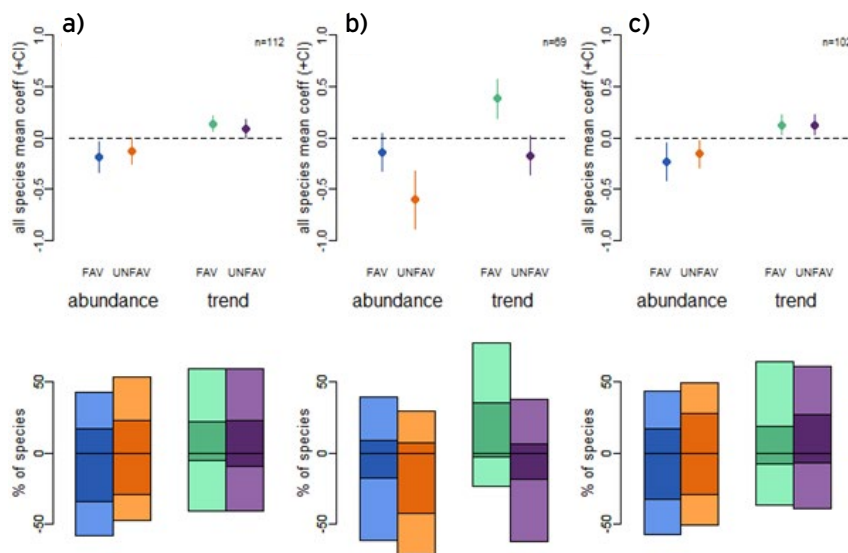 a)
all species mean coeff (+CI)
1.0
0.5
0.0
-0.5
-1.0
n=112
FAV UNFAV FAV UNFAV
abundance trend
b)
all species mean coeff (+CI)
1.0
0.5
0.0
-0.5
-1.0
n=69
FAV UNFAV FAV UNFAV
abundance trend
c)
all species mean coeff (+CI)
1.0
0.5
0.0
-0.5
-1.0
n=102
FAV UNFAV FAV UNFAV
abundance trend
% of species
50
0
-50
% of species
50
0
-50
% of species
50
0
-50